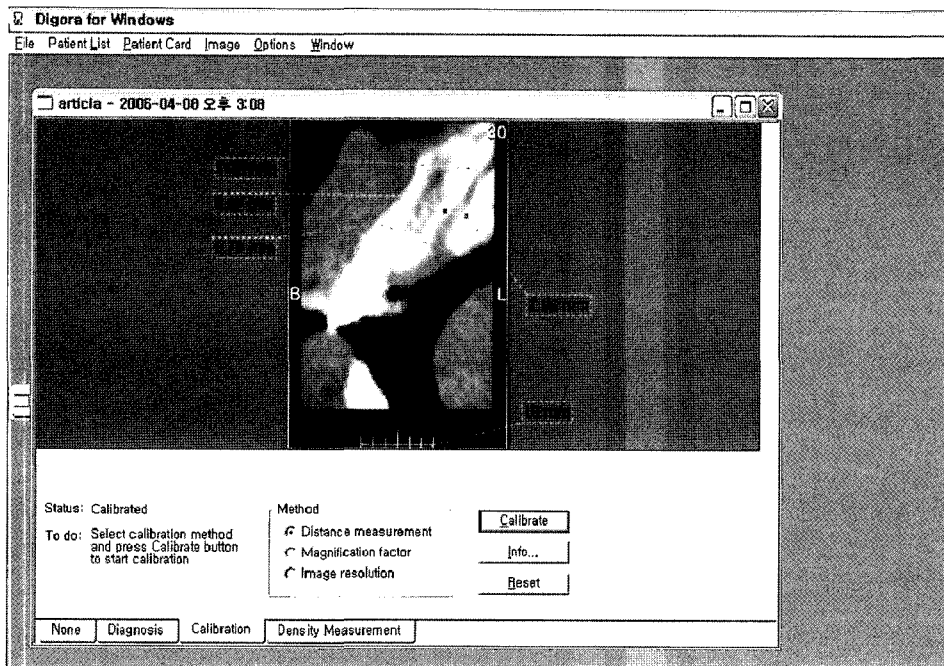 Digora for Windows
File Patient List Patient Card Image Options Window
articla - 2006-04-08 오후 3:08
30
B
L
Status: Calibrated
To do: Select calibration method
and press Calibrate button
to start calibration
Method
Distance measurement
Magnification factor
Image resolution
Calibrate
Info...
Reset
None Diagnosis Calibration Density Measurement